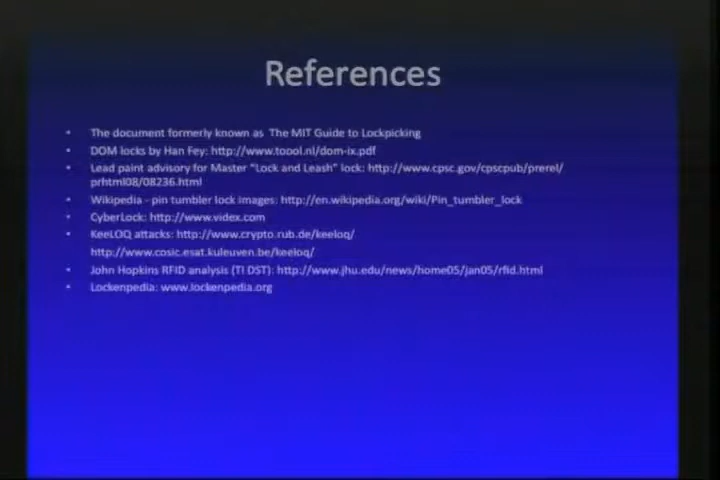 References
• The document formerly known as The MIT Guide to Lockpicking
• DOM locks by Han Fey: http://www.toool.nl/dom-ix.pdf
• Lead paint advisory for Master "Lock and Leash" lock: http://www.cpsc.gov/cpscpub/prerel/
prhtml08/08236.html
• Wikipedia - pin tumbler lock images: http://en.wikipedia.org/wiki/Pin_tumbler_lock
• CyberLock: http://www.videx.com
• KeeLOQ attacks: http://www.crypto.rub.de/keeloq/
http://www.cosic.esat.kuleuven.be/keeloq/
• John Hopkins RFID analysis (TI DST): http://www.jhu.edu/news/home05/jan05/rfid.html
• Lockenpedia: www.lockenpedia.org